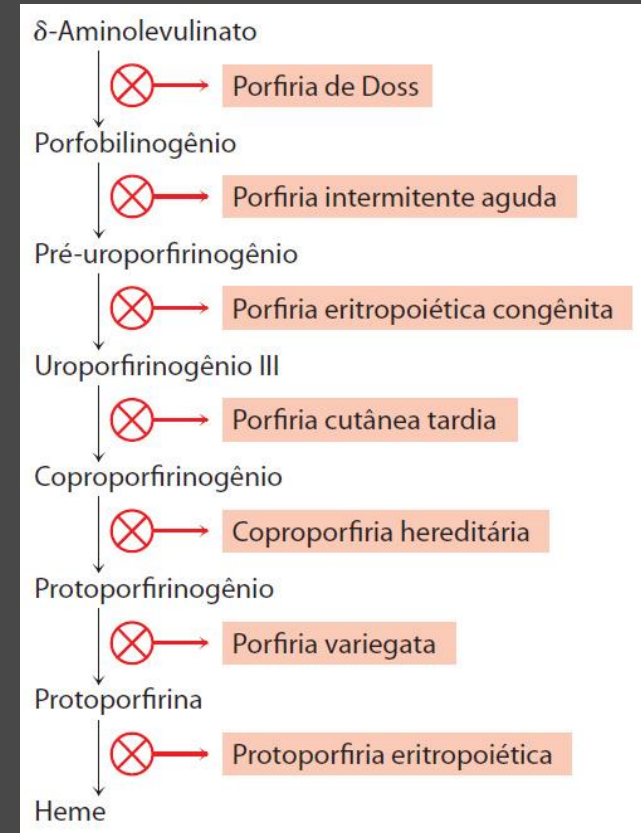 δ-Aminolevulinato
Porfiria de Doss
Porfobilinogênio
Porfiria intermitente aguda
Pré-uroporfirinogênio
Porfiria eritropoiética congênita
Uroporfirinogênio III
Porfiria cutânea tardia
Coproporfirinogênio
Coproporfiria hereditária
Protoporfirinogênio
Porfiria variegata
Protoporfirina
Protoporfiria eritropoiética
Heme